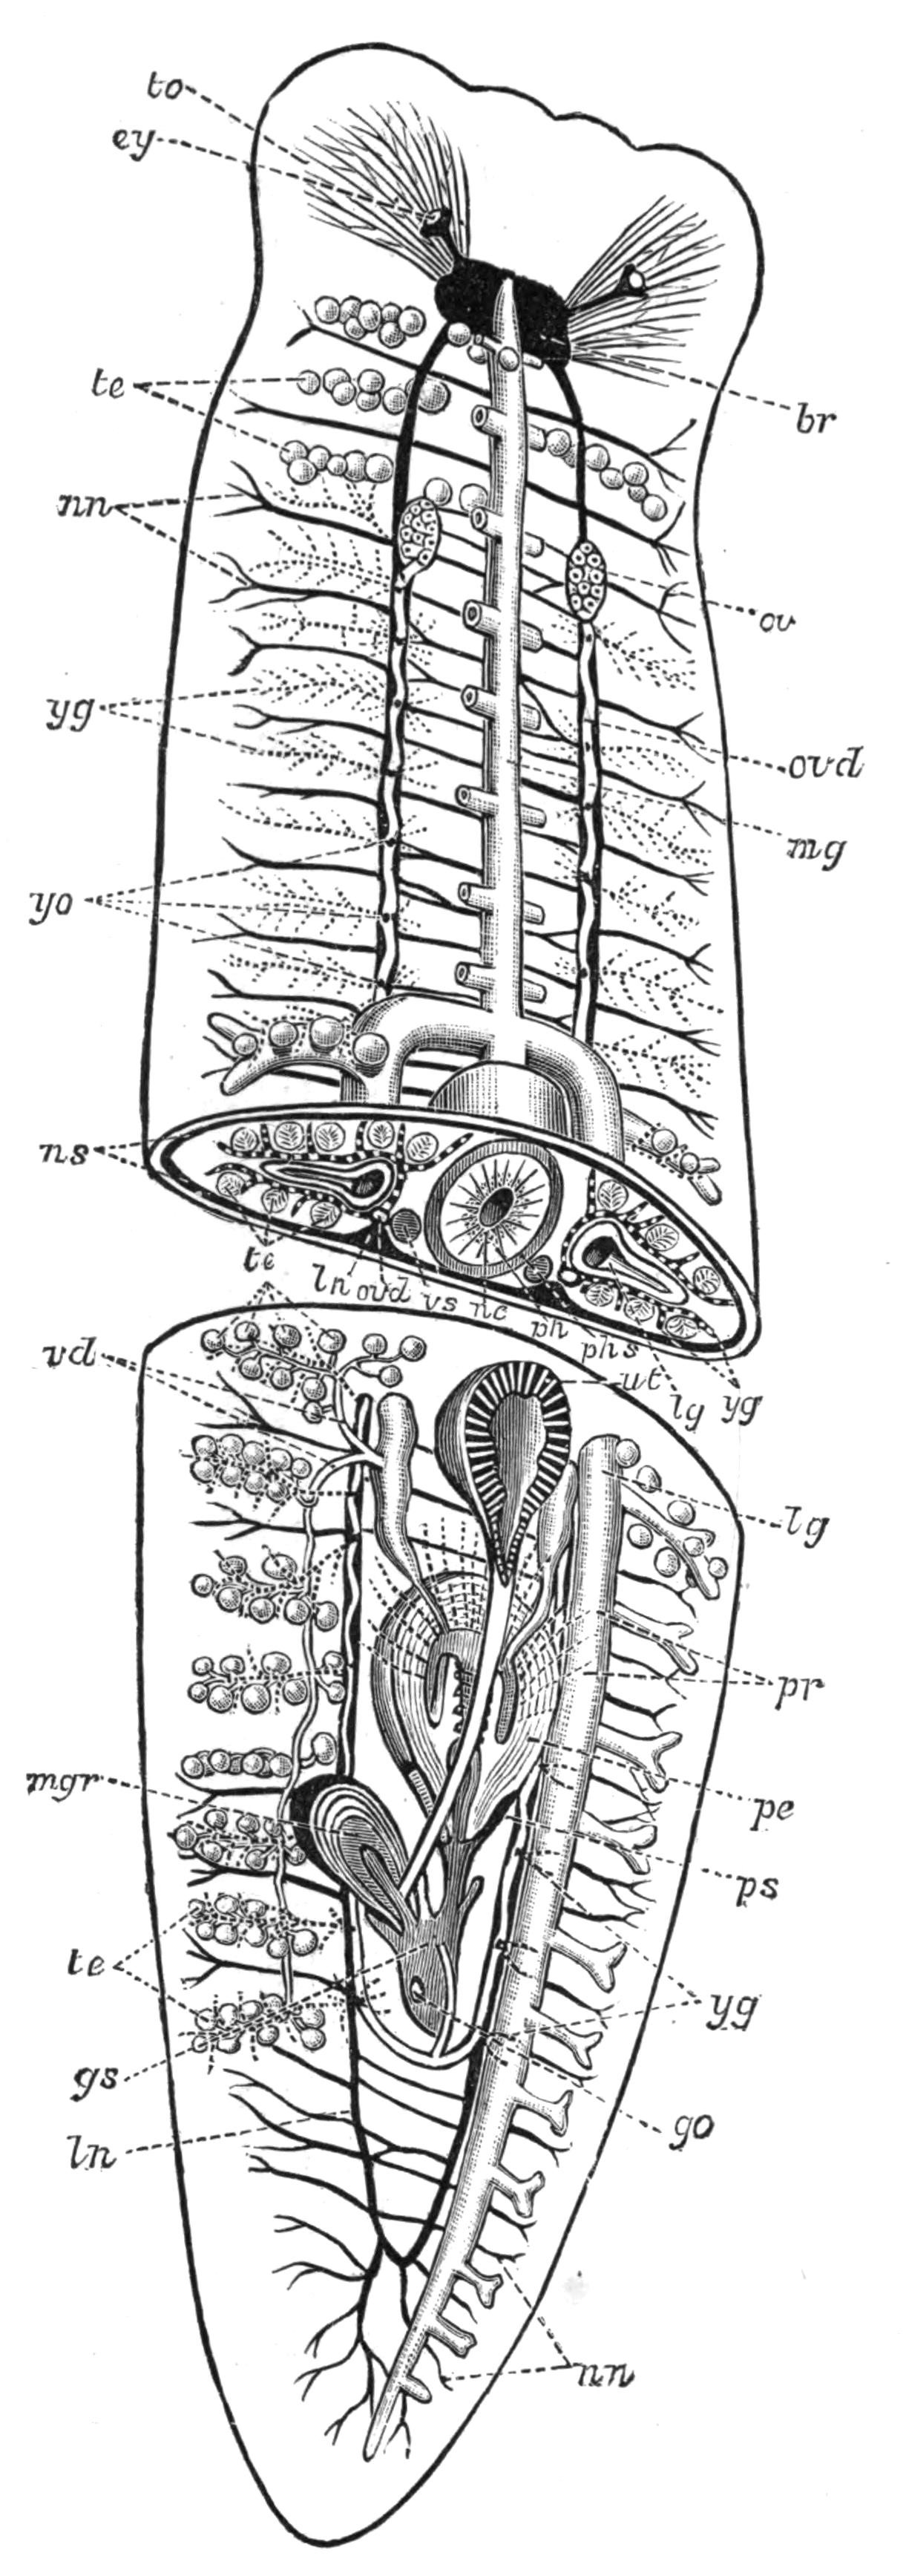 to
ey
te
br
nn
ov
yg
ovd
mg
yo
ns
te
ln ovd vs nc ph phs
ut
vd
lg yg
lg
pr
mgr
pe
ps
te
yg
gs
go
ln
nn